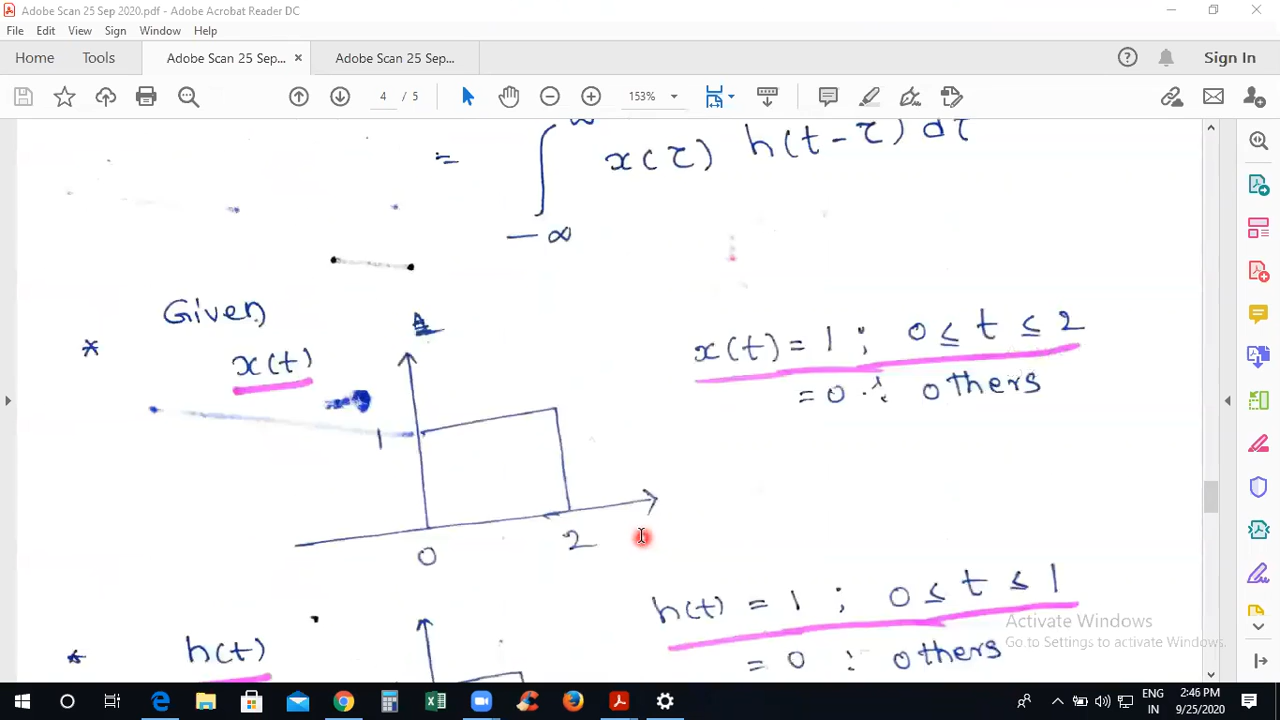 Adobe Scan 25 Sep 2020.pdf - Adobe Acrobat Reader DC
File Edit View Sign Window Help
Home Tools Adobe Scan 25 Sep... × Adobe Scan 25 Sep... Sign In
4 / 5 153%
= ∫ x(τ) h(t-τ) dτ
-∞
Given
* x(t)
x(t) = 1 ; 0 ≤ t ≤ 2
= 0 ; others
1
0 2
h(t) = 1 ; 0 ≤ t ≤ 1
= 0 ; others
* h(t)
Activate Windows
Go to Settings to activate Windows.
ENG 2:46 PM
IN 9/25/2020